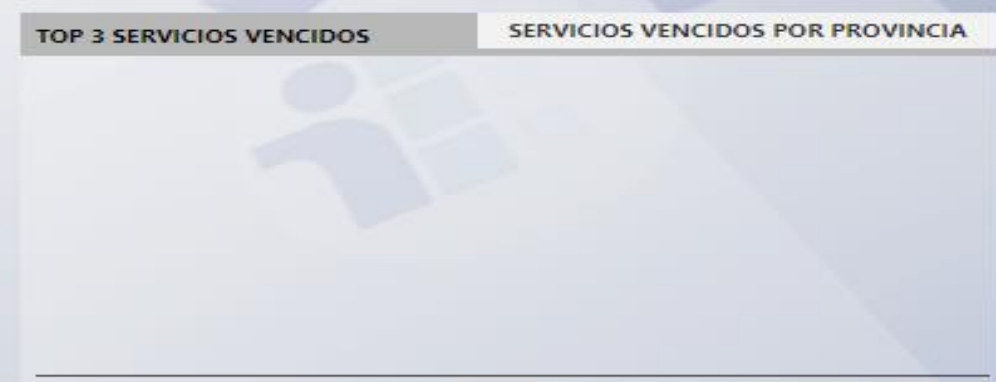 TOP 3 SERVICIOS VENCIDOS
SERVICIOS VENCIDOS POR PROVINCIA